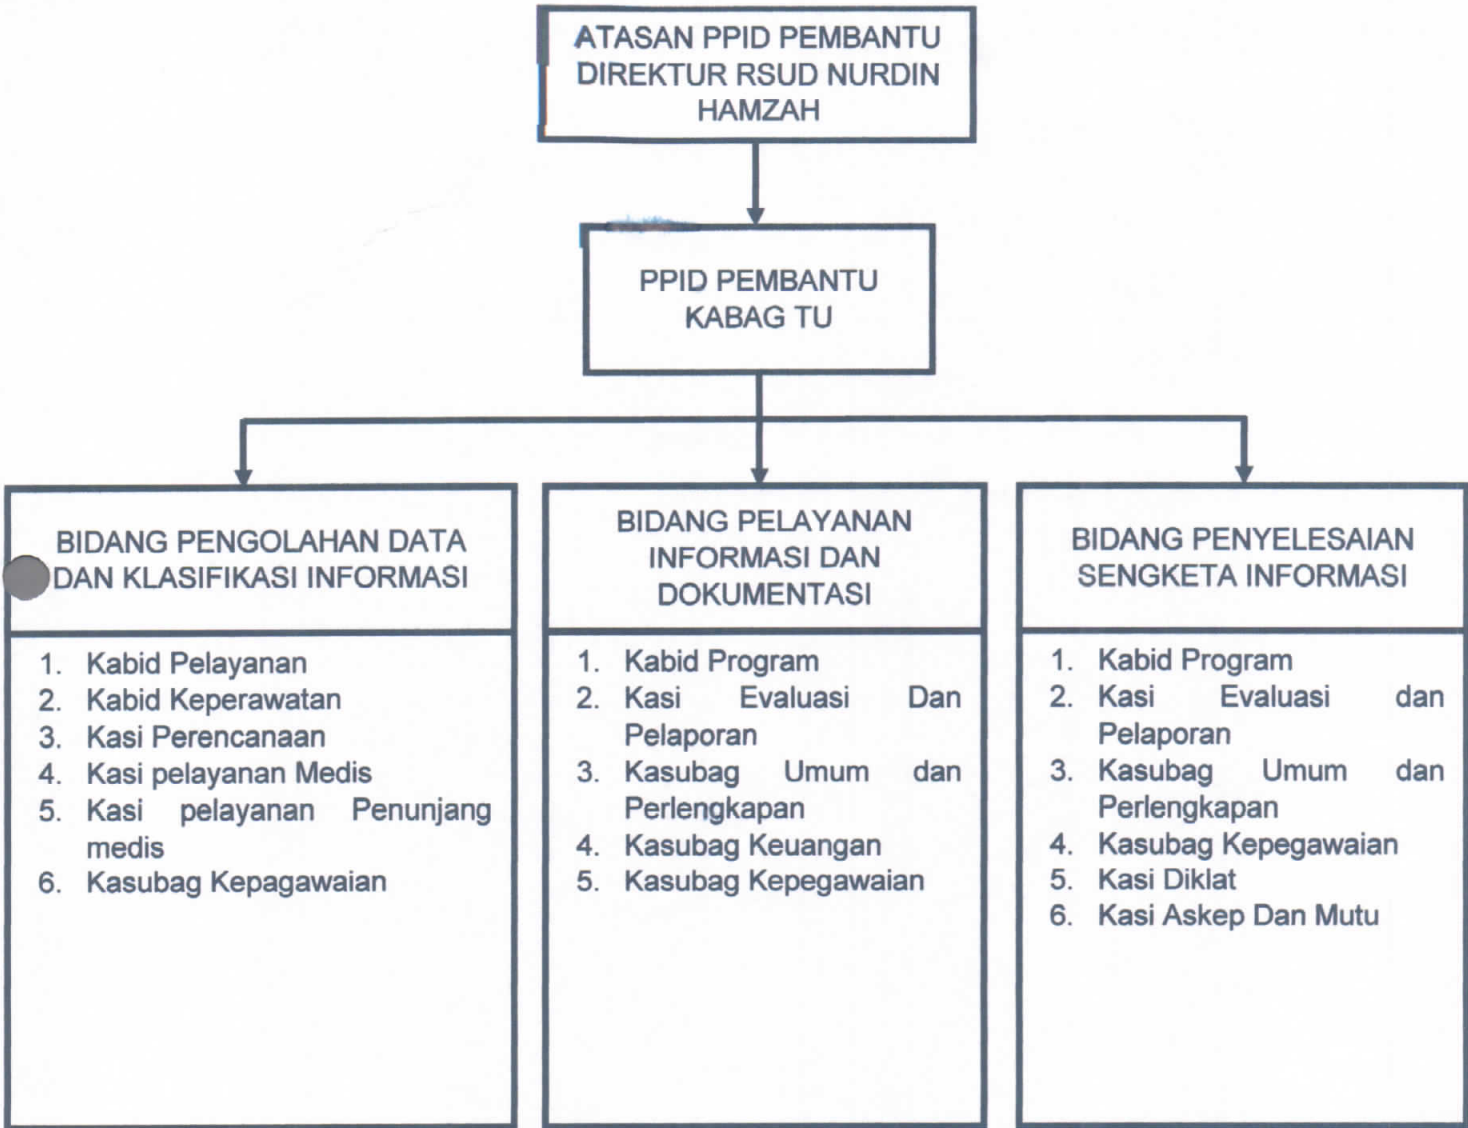 ATASAN PPID PEMBANTU
DIREKTUR RSUD NURDIN
HAMZAH
PPID PEMBANTU
KABAG TU
BIDANG PENGOLAHAN DATA
DAN KLASIFIKASI INFORMASI
1. Kabid Pelayanan
2. Kabid Keperawatan
3. Kasi Perencanaan
4. Kasi pelayanan Medis
5. Kasi pelayanan Penunjang
medis
6. Kasubag Kepagawaian
BIDANG PELAYANAN
INFORMASI DAN
DOKUMENTASI
1. Kabid Program
2. Kasi Evaluasi Dan
Pelaporan
3. Kasubag Umum dan
Perlengkapan
4. Kasubag Keuangan
5. Kasubag Kepegawaian
BIDANG PENYELESAIAN
SENGKETA INFORMASI
1. Kabid Program
2. Kasi Evaluasi dan
Pelaporan
3. Kasubag Umum dan
Perlengkapan
4. Kasubag Kepegawaian
5. Kasi Diklat
6. Kasi Askep Dan Mutu